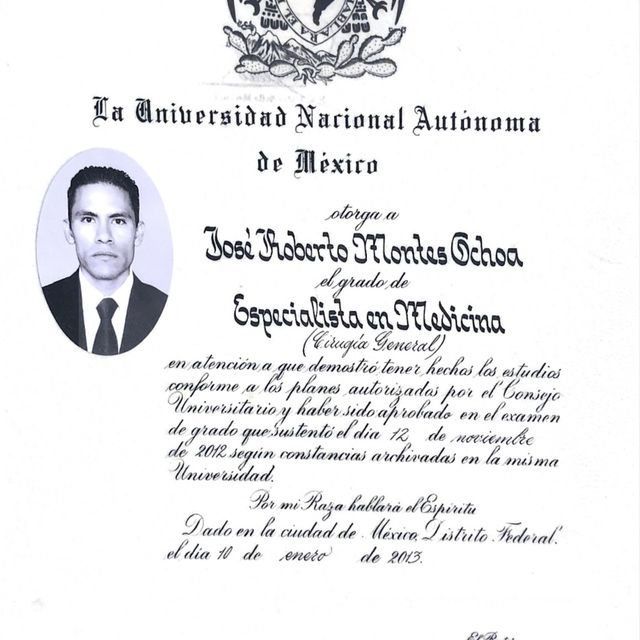 ABLARA EL
La Universidad Nacional Autónoma
de México
otorga a
José Roberto Montes Ochoa
el grado de
Especialista en Medicina
(Cirugía General)
en atención a que demostró tener hechos los estudios
conforme a los planes autorizados por el Consejo
Universitario y haber sido aprobado en el examen
de grado que sustentó el día 12 de noviembre
de 2012 según constancias archivadas en la misma
Universidad.
Por mi Raza hablará el Espíritu
Dado en la ciudad de México, Distrito Federal,
el día 10 de enero de 2013.
El